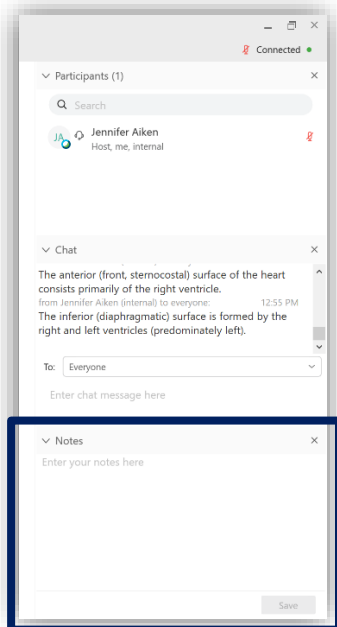 Connected
Participants (1)
Search
JA
Jennifer Aiken
Host, me, internal
Chat
The anterior (front, sternocostal) surface of the heart
consists primarily of the right ventricle.
from Jennifer Aiken (internal) to everyone: 12:55 PM
The inferior (diaphragmatic) surface is formed by the
right and left ventricles (predominately left).
To: Everyone
Enter chat message here
Notes
Enter your notes here
Save